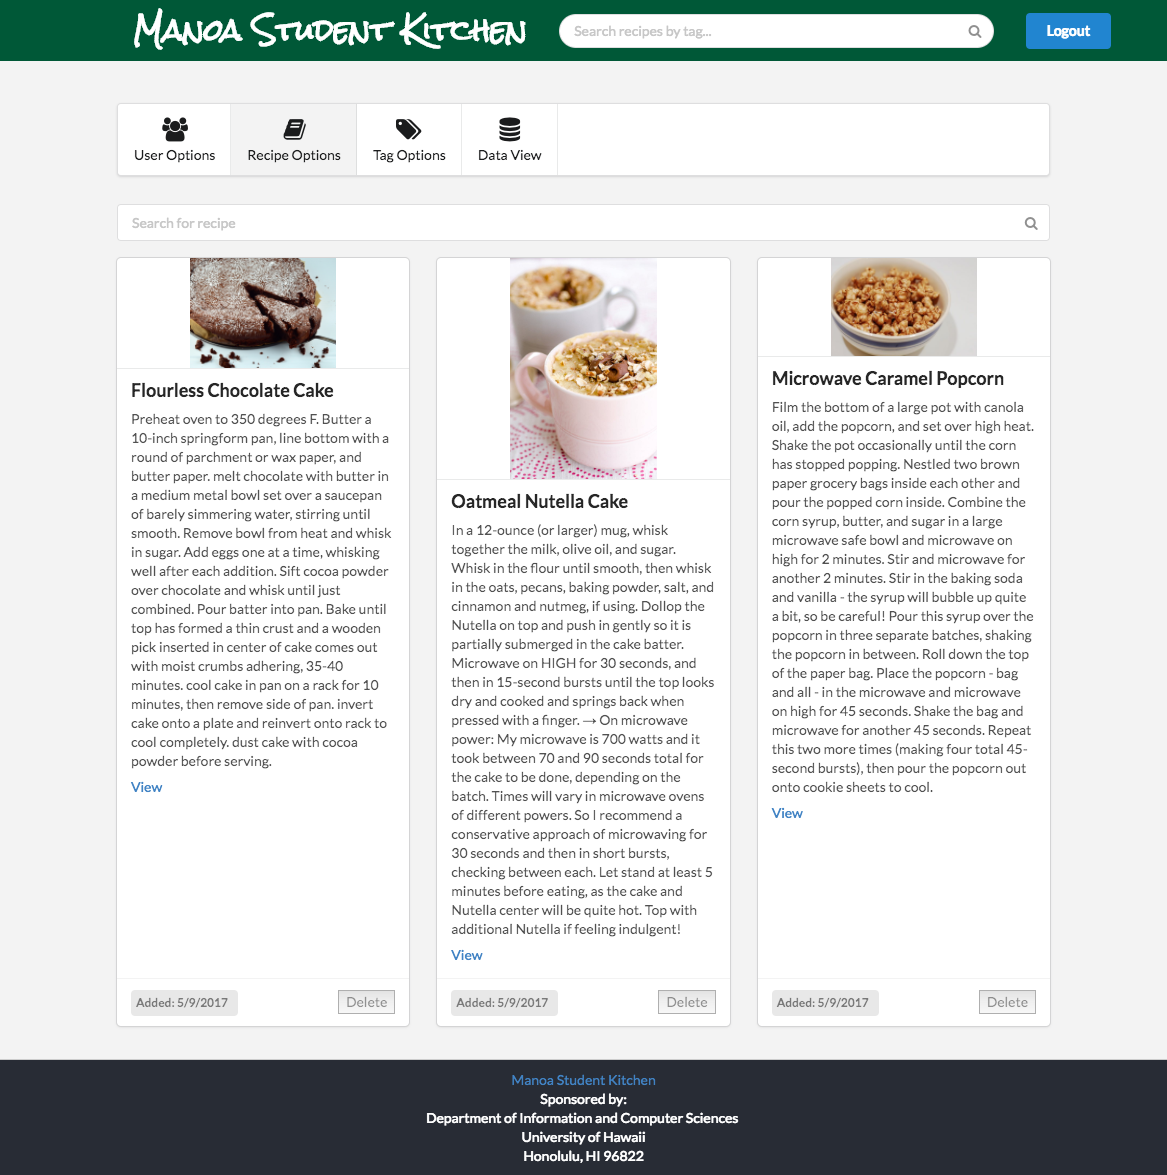 Manoa Student Kitchen
Search recipes by tag...
Logout
User Options
Recipe Options
Tag Options
Data View
Search for recipe
Flourless Chocolate Cake
Preheat oven to 350 degrees F. Butter a
10-inch springform pan, line bottom with a
round of parchment or wax paper, and
butter paper. melt chocolate with butter in
a medium metal bowl set over a saucepan
of barely simmering water, stirring until
smooth. Remove bowl from heat and whisk
in sugar. Add eggs one at a time, whisking
well after each addition. Sift cocoa powder
over chocolate and whisk until just
combined. Pour batter into pan. Bake until
top has formed a thin crust and a wooden
pick inserted in center of cake comes out
with moist crumbs adhering, 35-40
minutes. cool cake in pan on a rack for 10
minutes, then remove side of pan. invert
cake onto a plate and reinvert onto rack to
cool completely. dust cake with cocoa
powder before serving.
View
Added: 5/9/2017
Delete
Oatmeal Nutella Cake
In a 12-ounce (or larger) mug, whisk
together the milk, olive oil, and sugar.
Whisk in the flour until smooth, then whisk
in the oats, pecans, baking powder, salt, and
cinnamon and nutmeg, if using. Dollop the
Nutella on top and push in gently so it is
partially submerged in the cake batter.
Microwave on HIGH for 30 seconds, and
then in 15-second bursts until the top looks
dry and cooked and springs back when
pressed with a finger. → On microwave
power: My microwave is 700 watts and it
took between 70 and 90 seconds total for
the cake to be done, depending on the
batch. Times will vary in microwave ovens
of different powers. So I recommend a
conservative approach of microwaving for
30 seconds and then in short bursts,
checking between each. Let stand at least 5
minutes before eating, as the cake and
Nutella center will be quite hot. Top with
additional Nutella if feeling indulgent!
View
Added: 5/9/2017
Delete
Microwave Caramel Popcorn
Film the bottom of a large pot with canola
oil, add the popcorn, and set over high heat.
Shake the pot occasionally until the corn
has stopped popping. Nestled two brown
paper grocery bags inside each other and
pour the popped corn inside. Combine the
corn syrup, butter, and sugar in a large
microwave safe bowl and microwave on
high for 2 minutes. Stir and microwave for
another 2 minutes. Stir in the baking soda
and vanilla - the syrup will bubble up quite
a bit, so be careful! Pour this syrup over the
popcorn in three separate batches, shaking
the popcorn in between. Roll down the top
of the paper bag. Place the popcorn - bag
and all - in the microwave and microwave
on high for 45 seconds. Shake the bag and
microwave for another 45 seconds. Repeat
this two more times (making four total 45-
second bursts), then pour the popcorn out
onto cookie sheets to cool.
View
Added: 5/9/2017
Delete
Manoa Student Kitchen
Sponsored by:
Department of Information and Computer Sciences
University of Hawaii
Honolulu, HI 96822